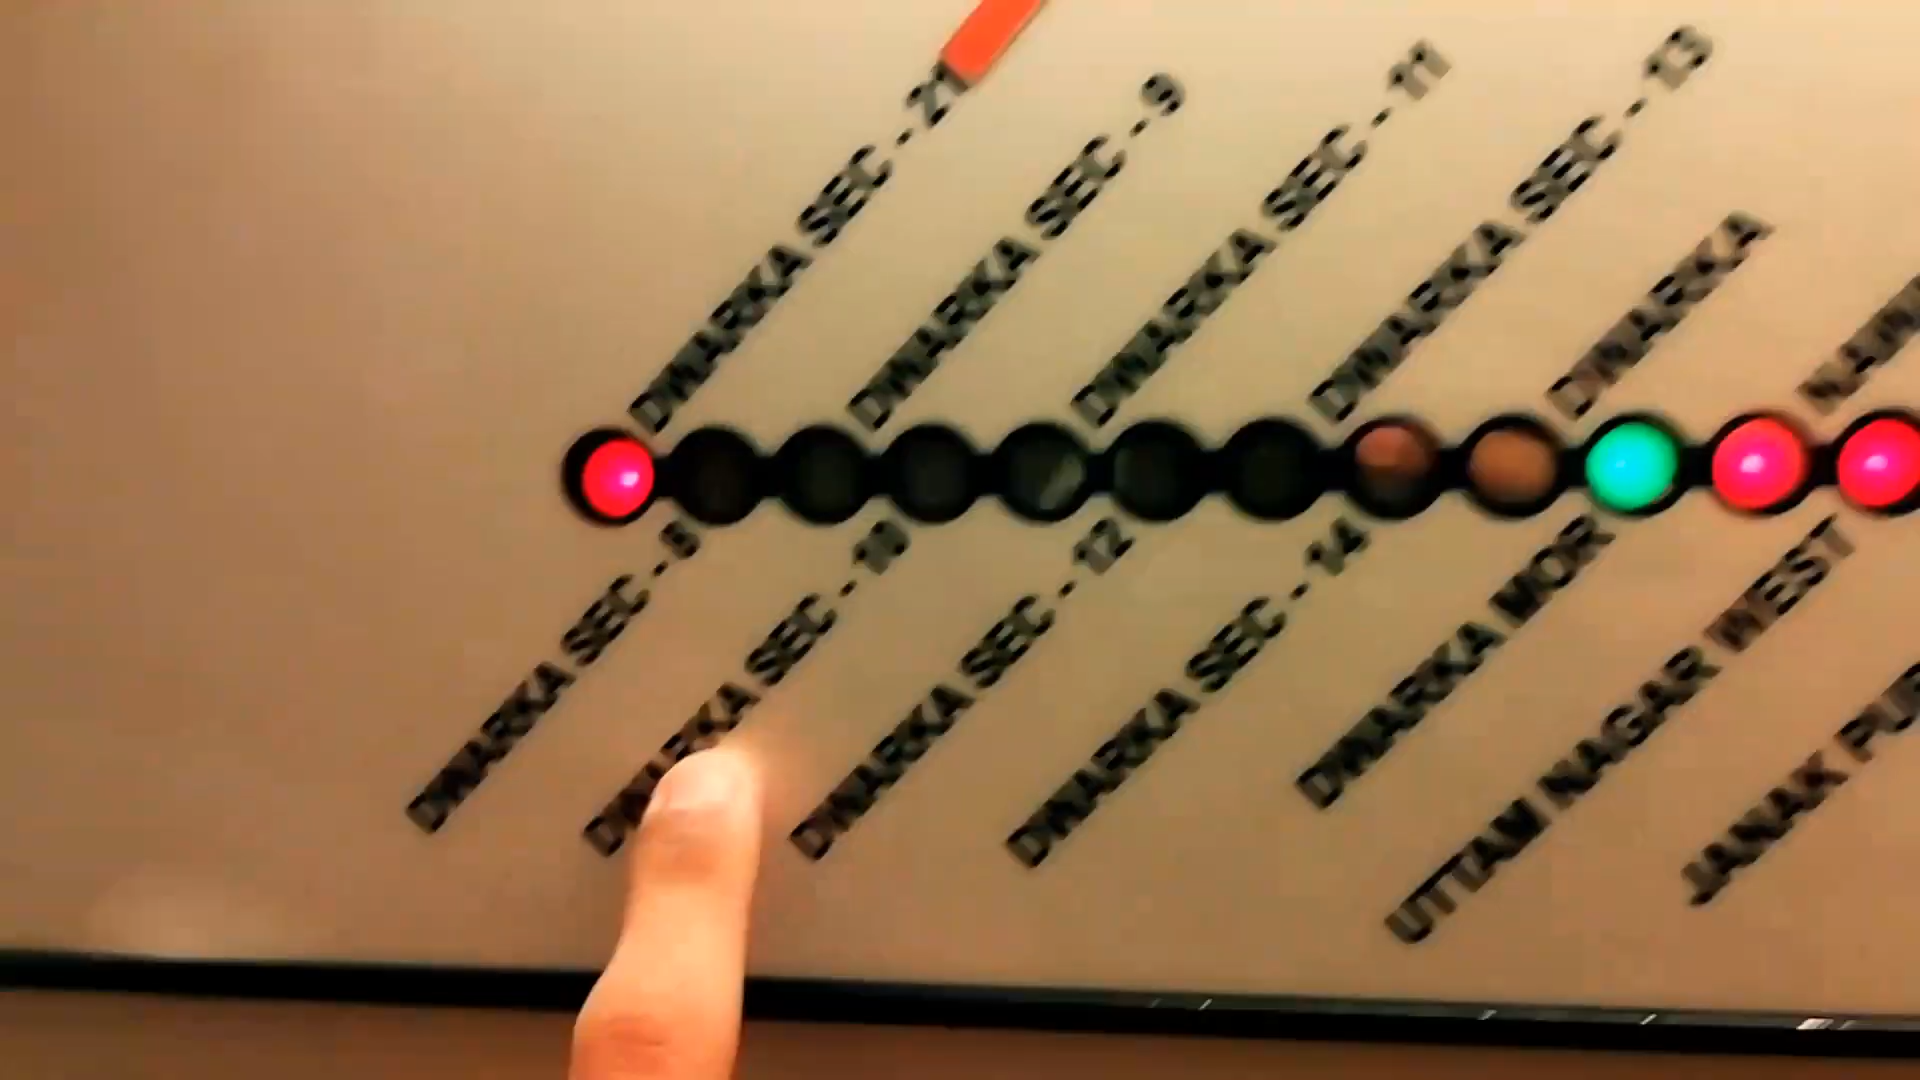 DWARKA SEC - 21
DWARKA SEC - 9
DWARKA SEC - 11
DWARKA SEC - 13
DWARKA
DWARKA SEC - 8
DWARKA SEC - 10
DWARKA SEC - 12
DWARKA SEC - 14
DWARKA MOR
UTTAM NAGAR WEST
JANAK